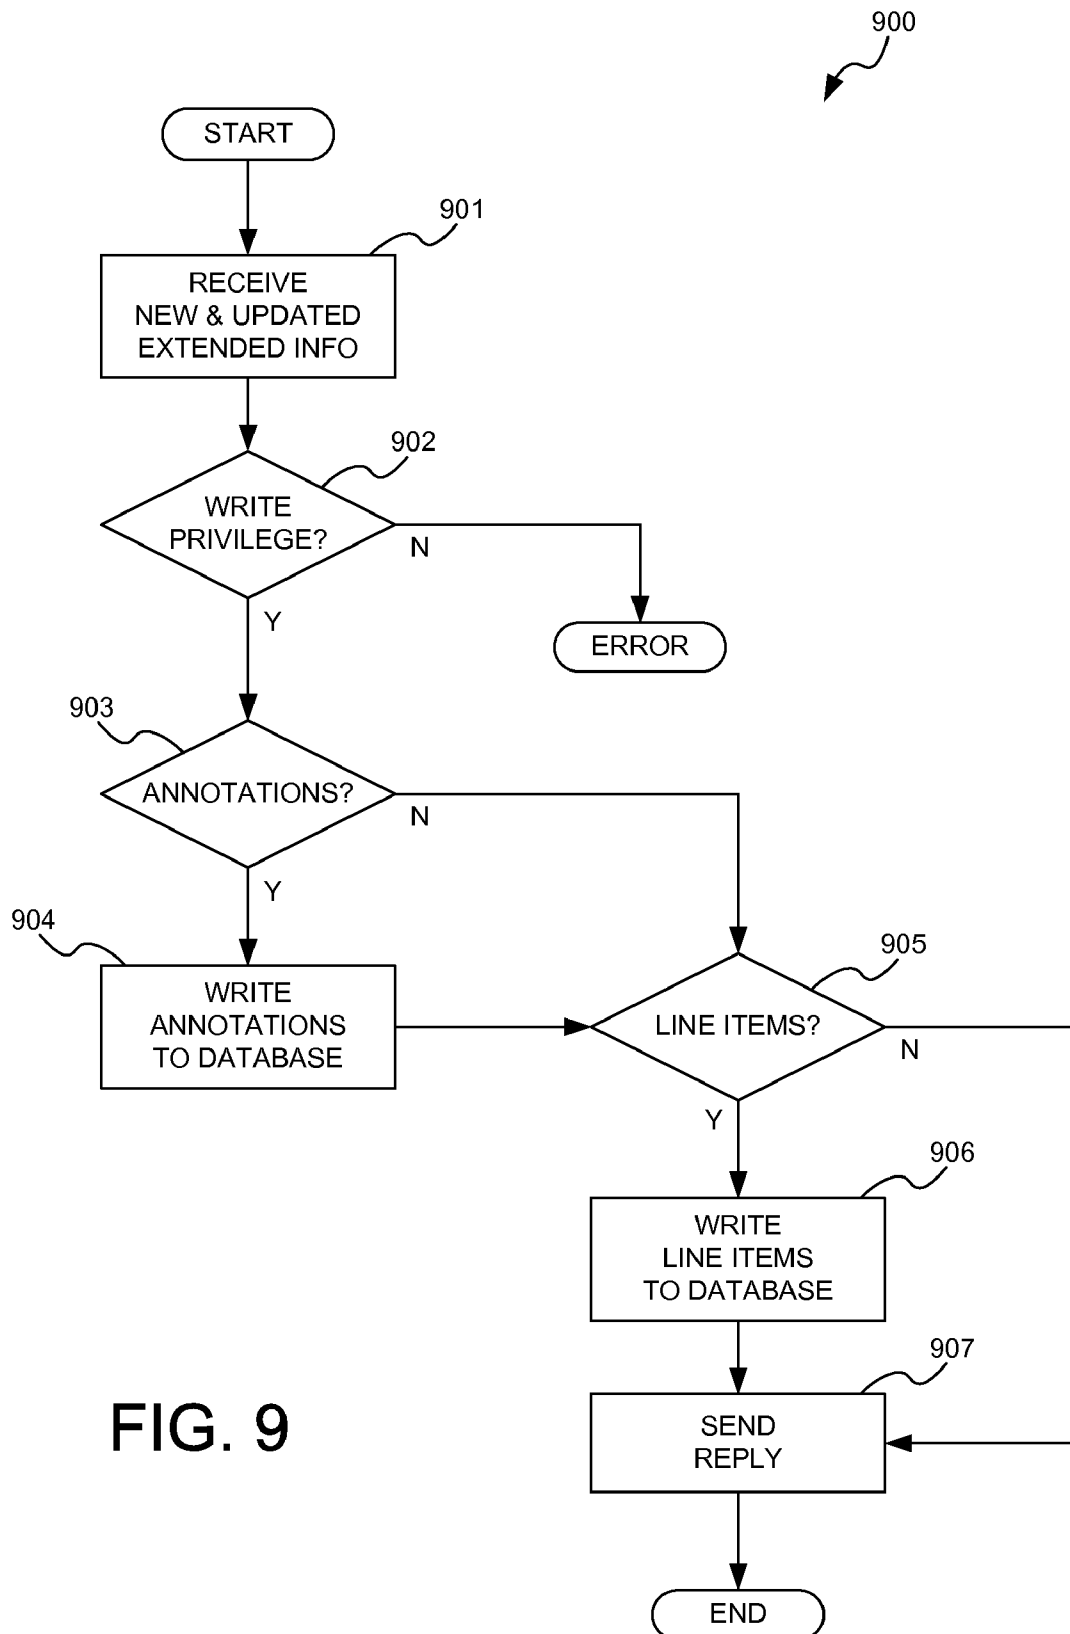 900
START
901
RECEIVE
NEW & UPDATED
EXTENDED INFO
902
WRITE
PRIVILEGE?
N
Y
ERROR
903
ANNOTATIONS?
N
Y
904
WRITE
ANNOTATIONS
TO DATABASE
905
LINE ITEMS?
N
Y
906
WRITE
LINE ITEMS
TO DATABASE
907
SEND
REPLY
FIG. 9
END